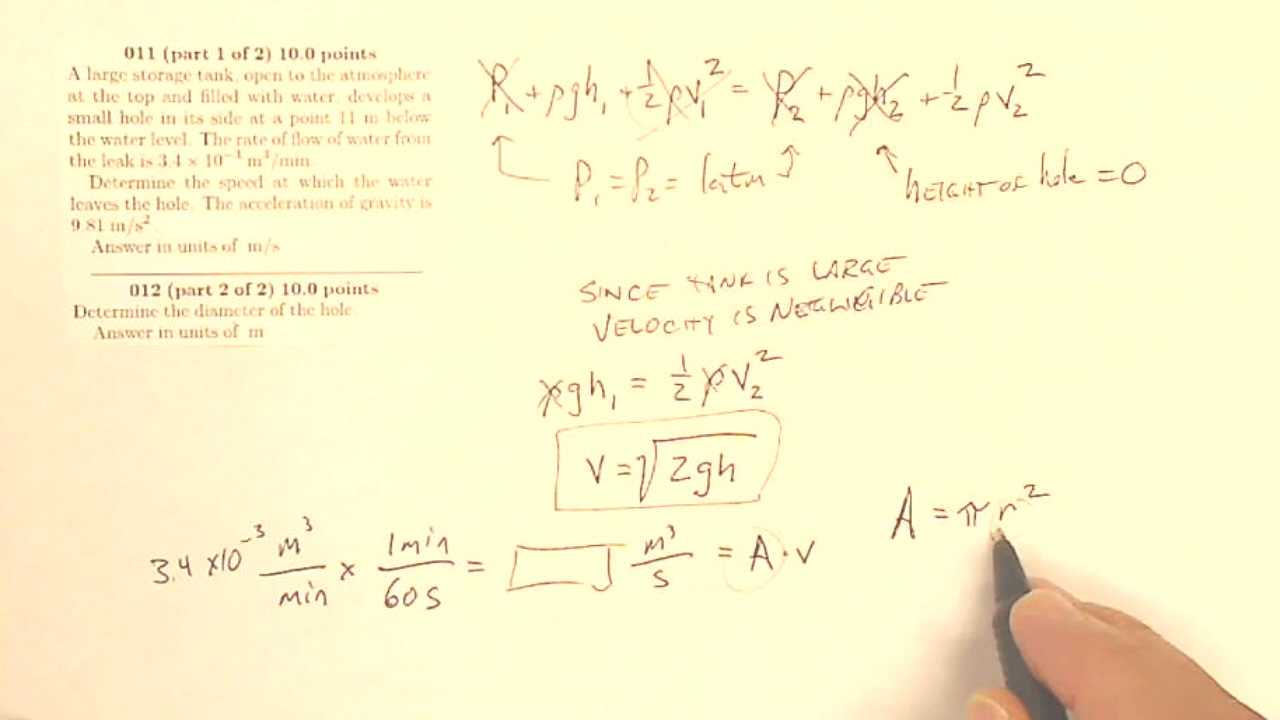 011 (part 1 of 2) 10.0 points
A large storage tank, open to the atmosphere
at the top and filled with water, develops a
small hole in its side at a point 11 m below
the water level. The rate of flow of water from
the leak is 3.4 × 10 m³/min.
Determine the speed at which the water
leaves the hole. The acceleration of gravity is
9.81 m/s².
Answer in units of m/s
012 (part 2 of 2) 10.0 points
Determine the diameter of the hole.
Answer in units of m
P₁ + ρgh₁ + ½ρv₁² = P₂ + ρgh₂ + ½ρv₂²
P₁ = P₂ = 1atm
HEIGHT OF hole = 0
SINCE TANK IS LARGE
VELOCITY IS
ρgh₁ = ½ρv₂²
v = √2gh
3.4 × 10⁻³ m³/min × 1min/60s = m³/s = A · v
A = πr²